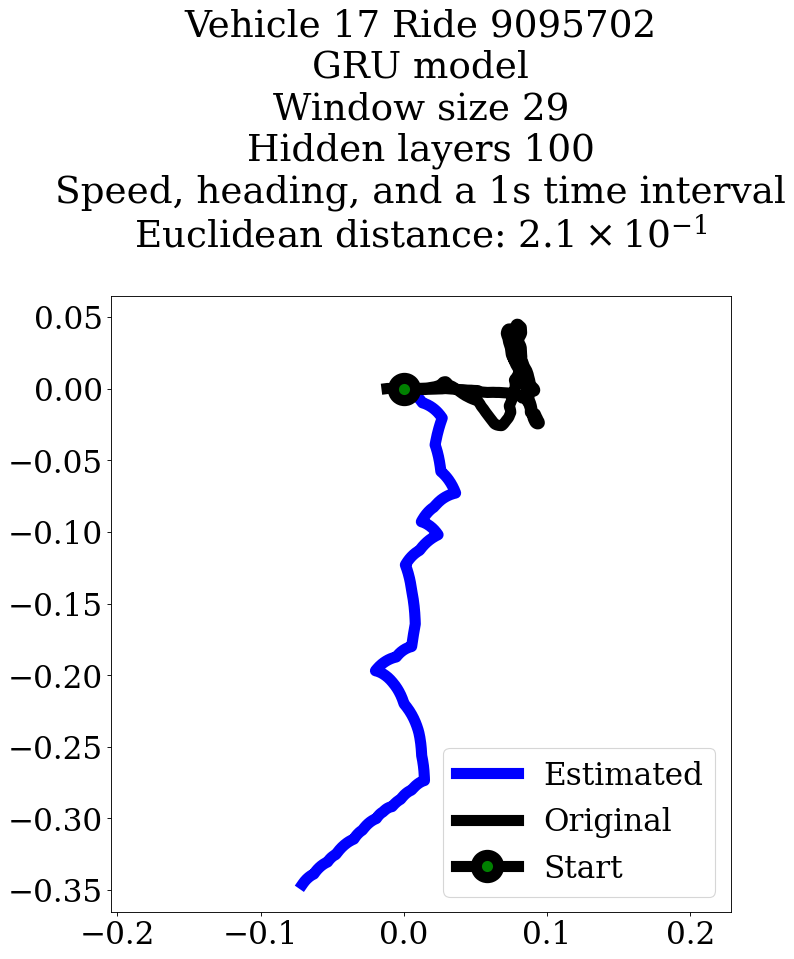 Vehicle 17 Ride 9095702
GRU model
Window size 29
Hidden layers 100
Speed, heading, and a 1s time interval
Euclidean distance: 2.1 × 10⁻¹
0.05
0.00
−0.05
−0.10
−0.15
−0.20
−0.25
−0.30
−0.35
Estimated
Original
Start
−0.2
−0.1
0.0
0.1
0.2